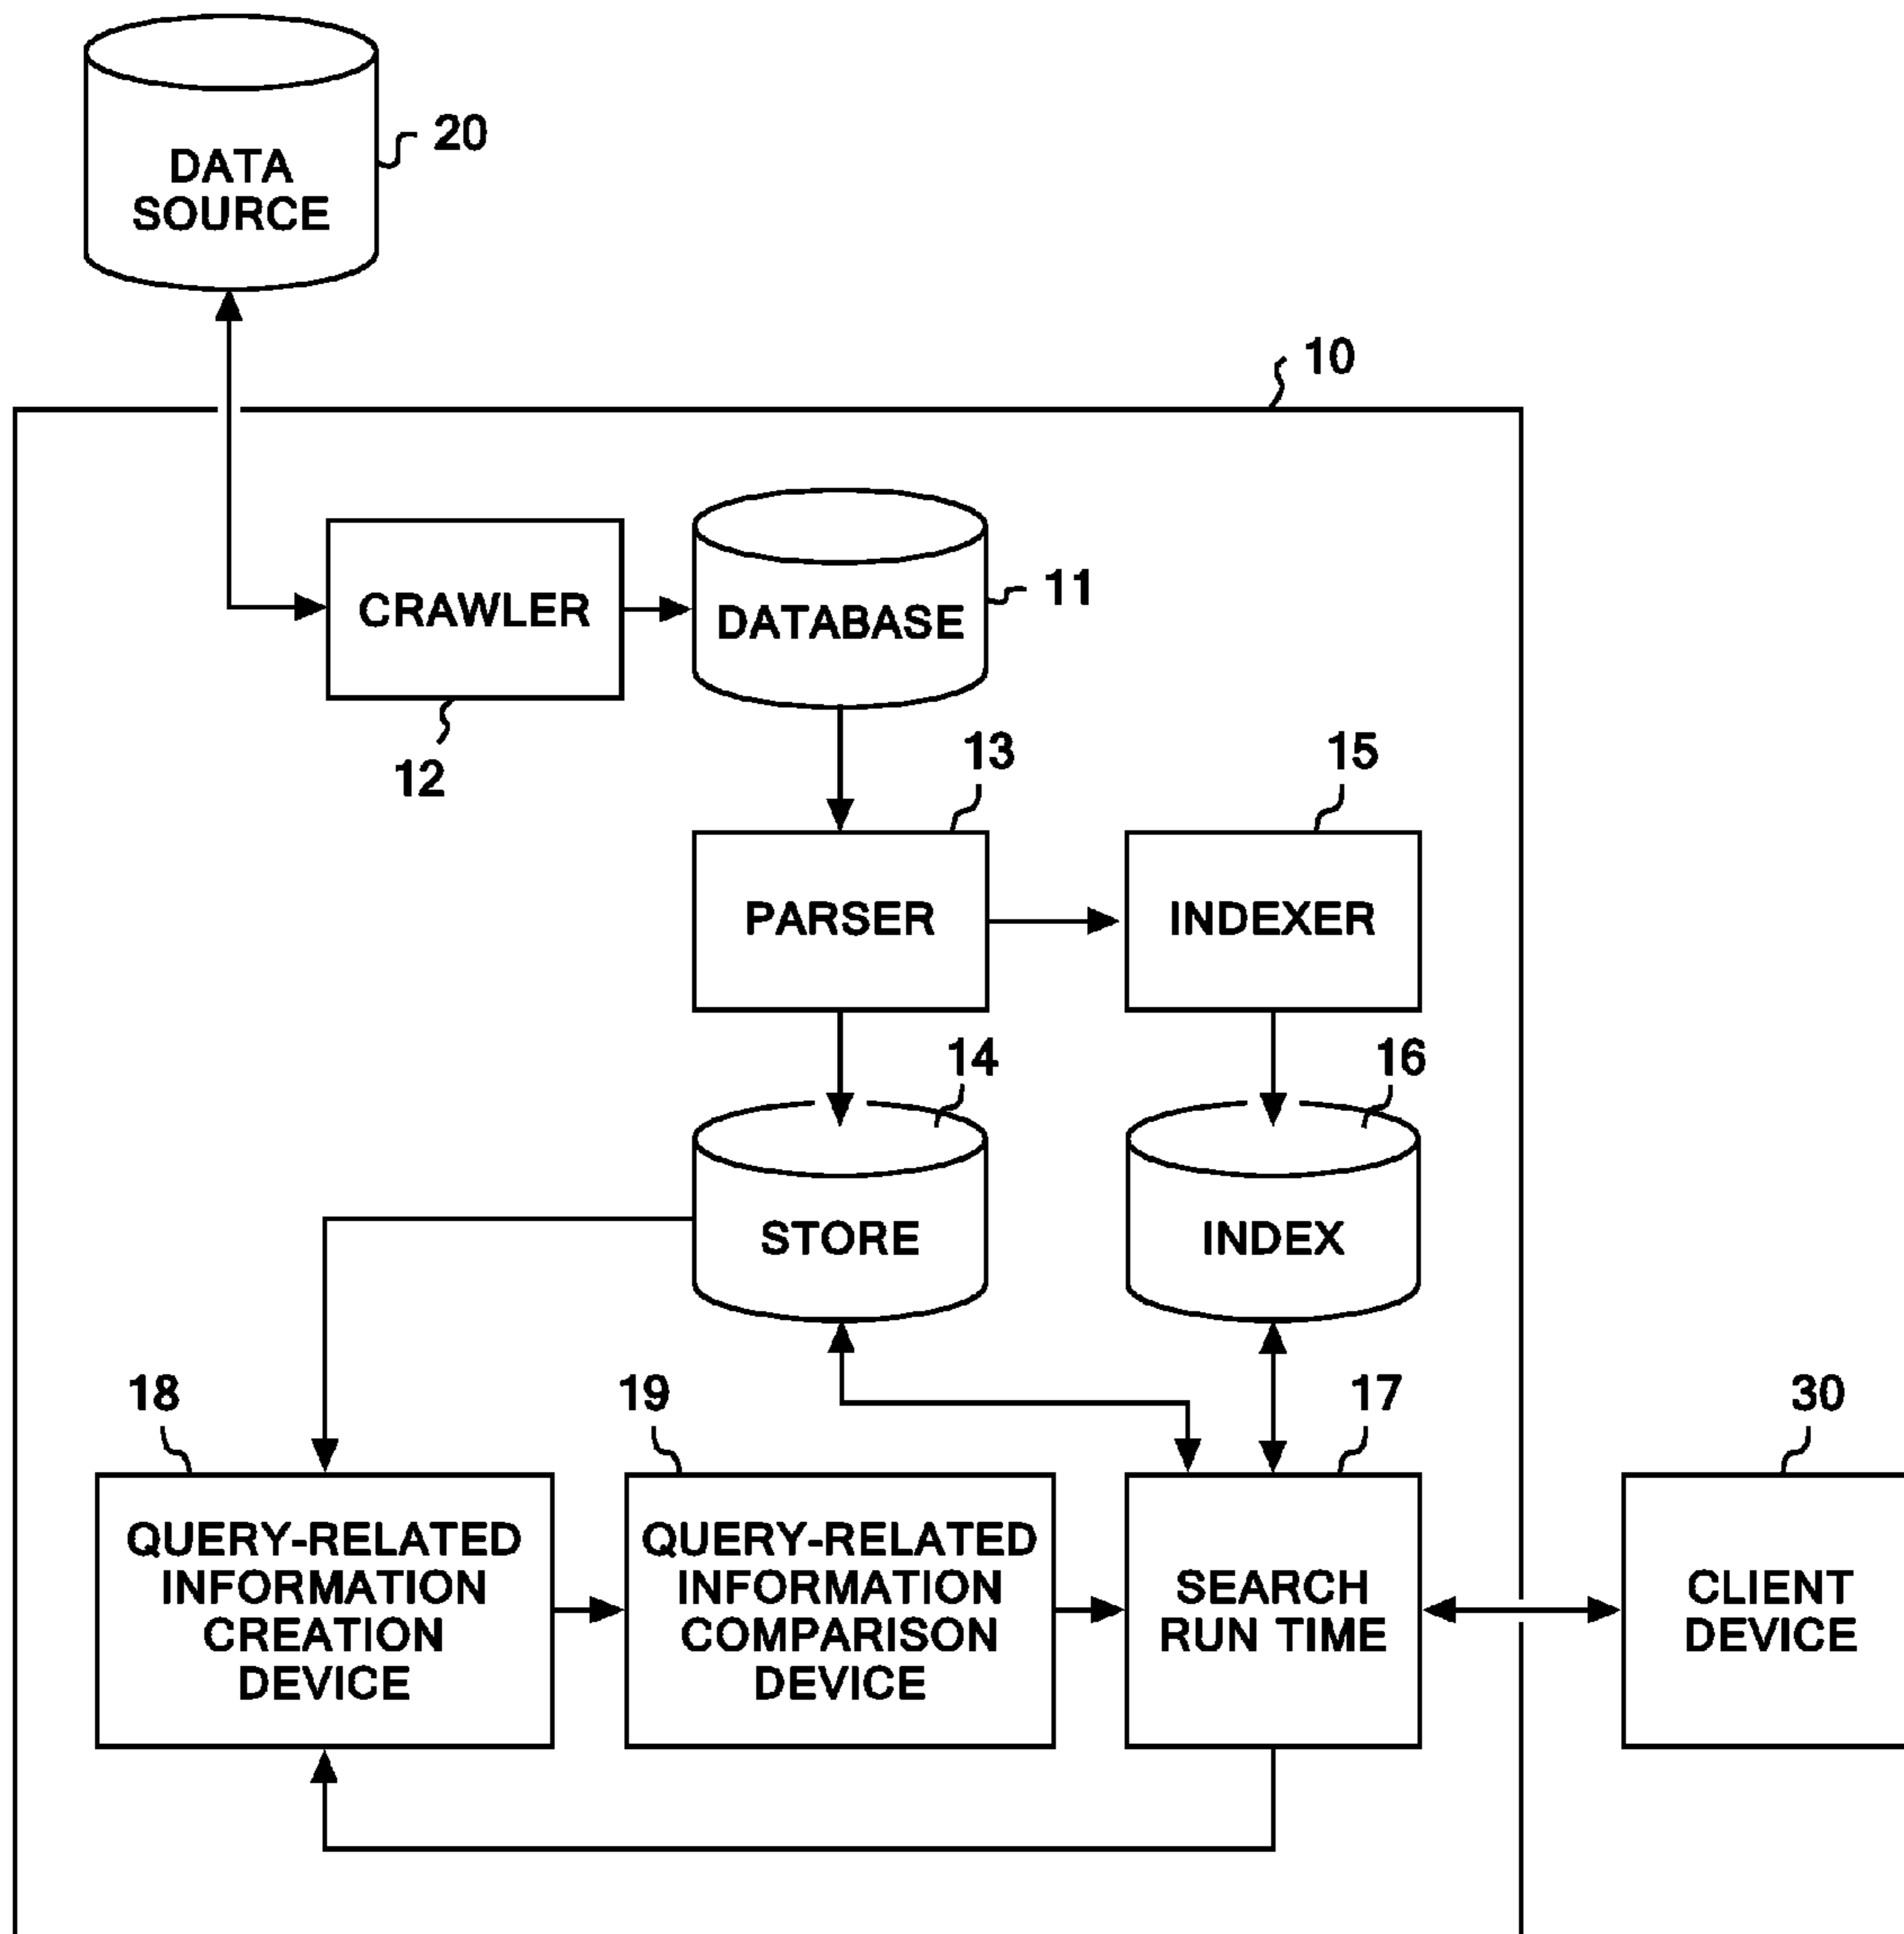 20
DATA
SOURCE
10
CRAWLER
12
DATABASE
11
13
15
PARSER
INDEXER
14
16
STORE
INDEX
18
19
17
30
QUERY-RELATED
INFORMATION
CREATION
DEVICE
QUERY-RELATED
INFORMATION
COMPARISON
DEVICE
SEARCH
RUN TIME
CLIENT
DEVICE